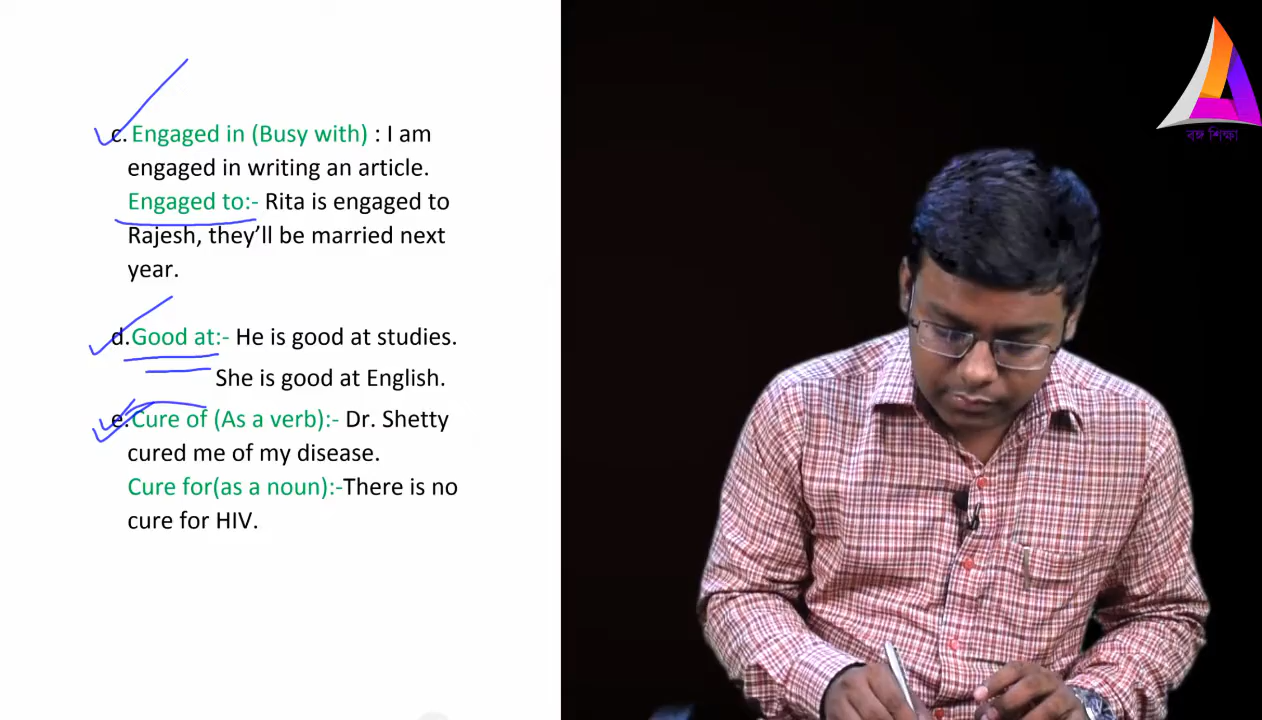 c. Engaged in (Busy with) : I am
engaged in writing an article.
Engaged to:- Rita is engaged to
Rajesh, they’ll be married next
year.
d.Good at:- He is good at studies.
She is good at English.
e.Cure of (As a verb):- Dr. Shetty
cured me of my disease.
Cure for(as a noun):-There is no
cure for HIV.
বঙ্গ শিক্ষা